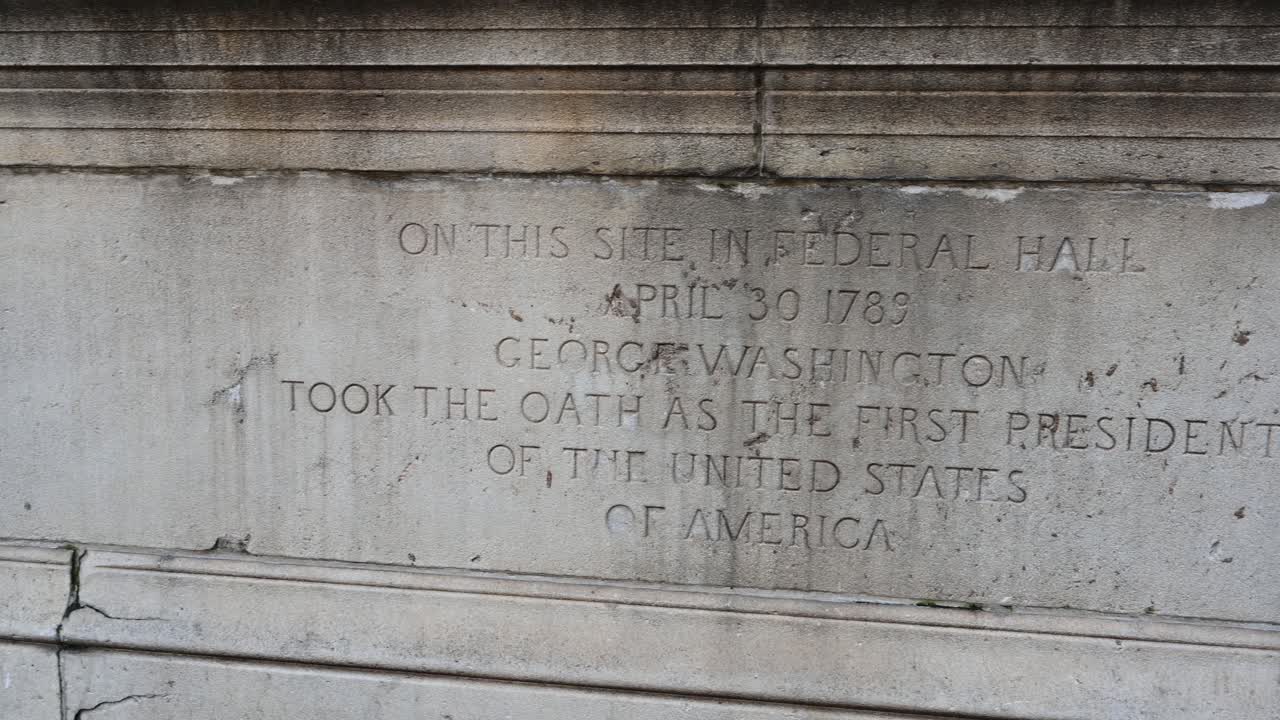 ON THIS SITE IN FEDERAL HALL
APRIL 30 1789
GEORGE WASHINGTON
TOOK THE OATH AS THE FIRST PRESIDENT
OF THE UNITED STATES
OF AMERICA